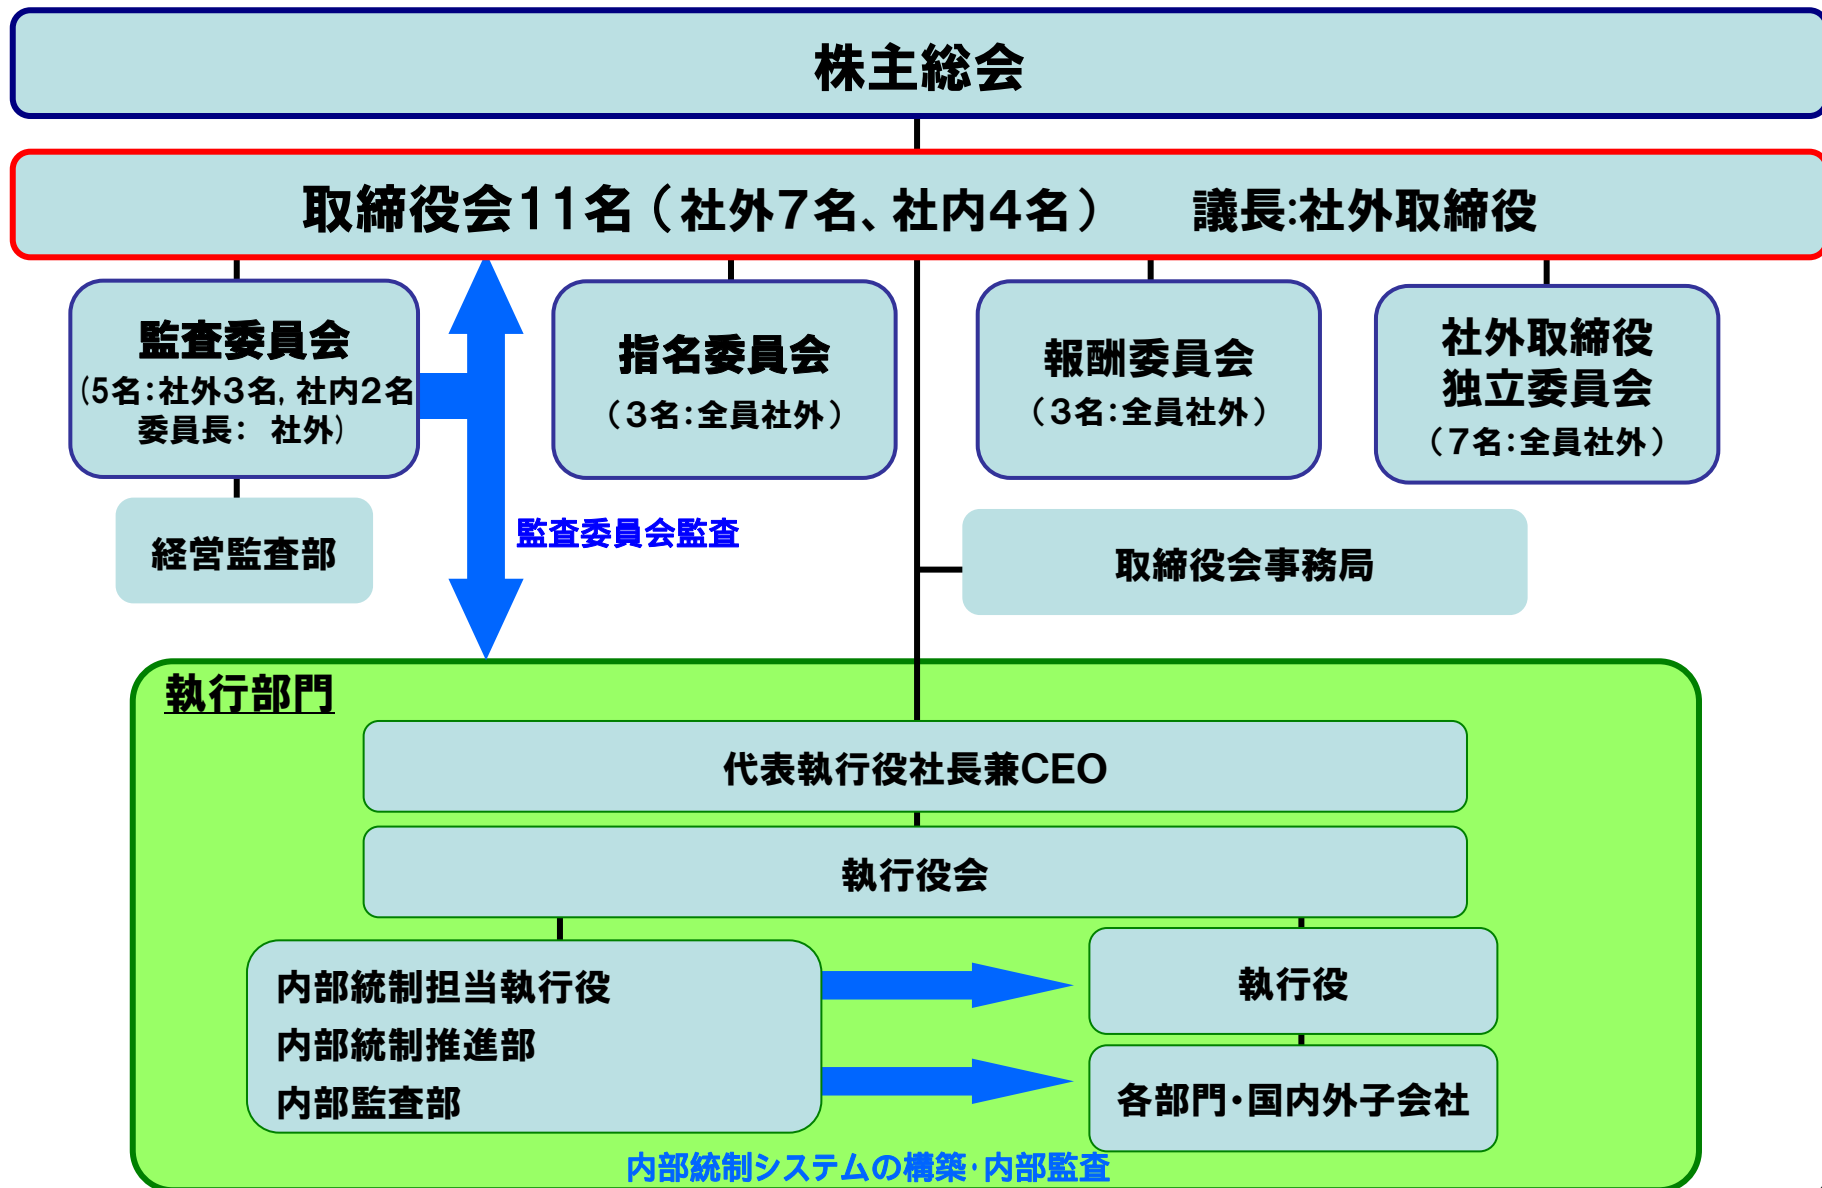 株主総会
取締役会11名（社外7名、社内4名）　議長:社外取締役
監査委員会
(5名：社外3名, 社内2名
委員長： 社外)
指名委員会
（3名：全員社外）
報酬委員会
（3名：全員社外）
社外取締役
独立委員会
（7名：全員社外）
経営監査部
監査委員会監査
取締役会事務局
執行部門
代表執行役社長兼CEO
執行役会
内部統制担当執行役
内部統制推進部
内部監査部
執行役
各部門・国内外子会社
内部統制システムの構築・内部監査